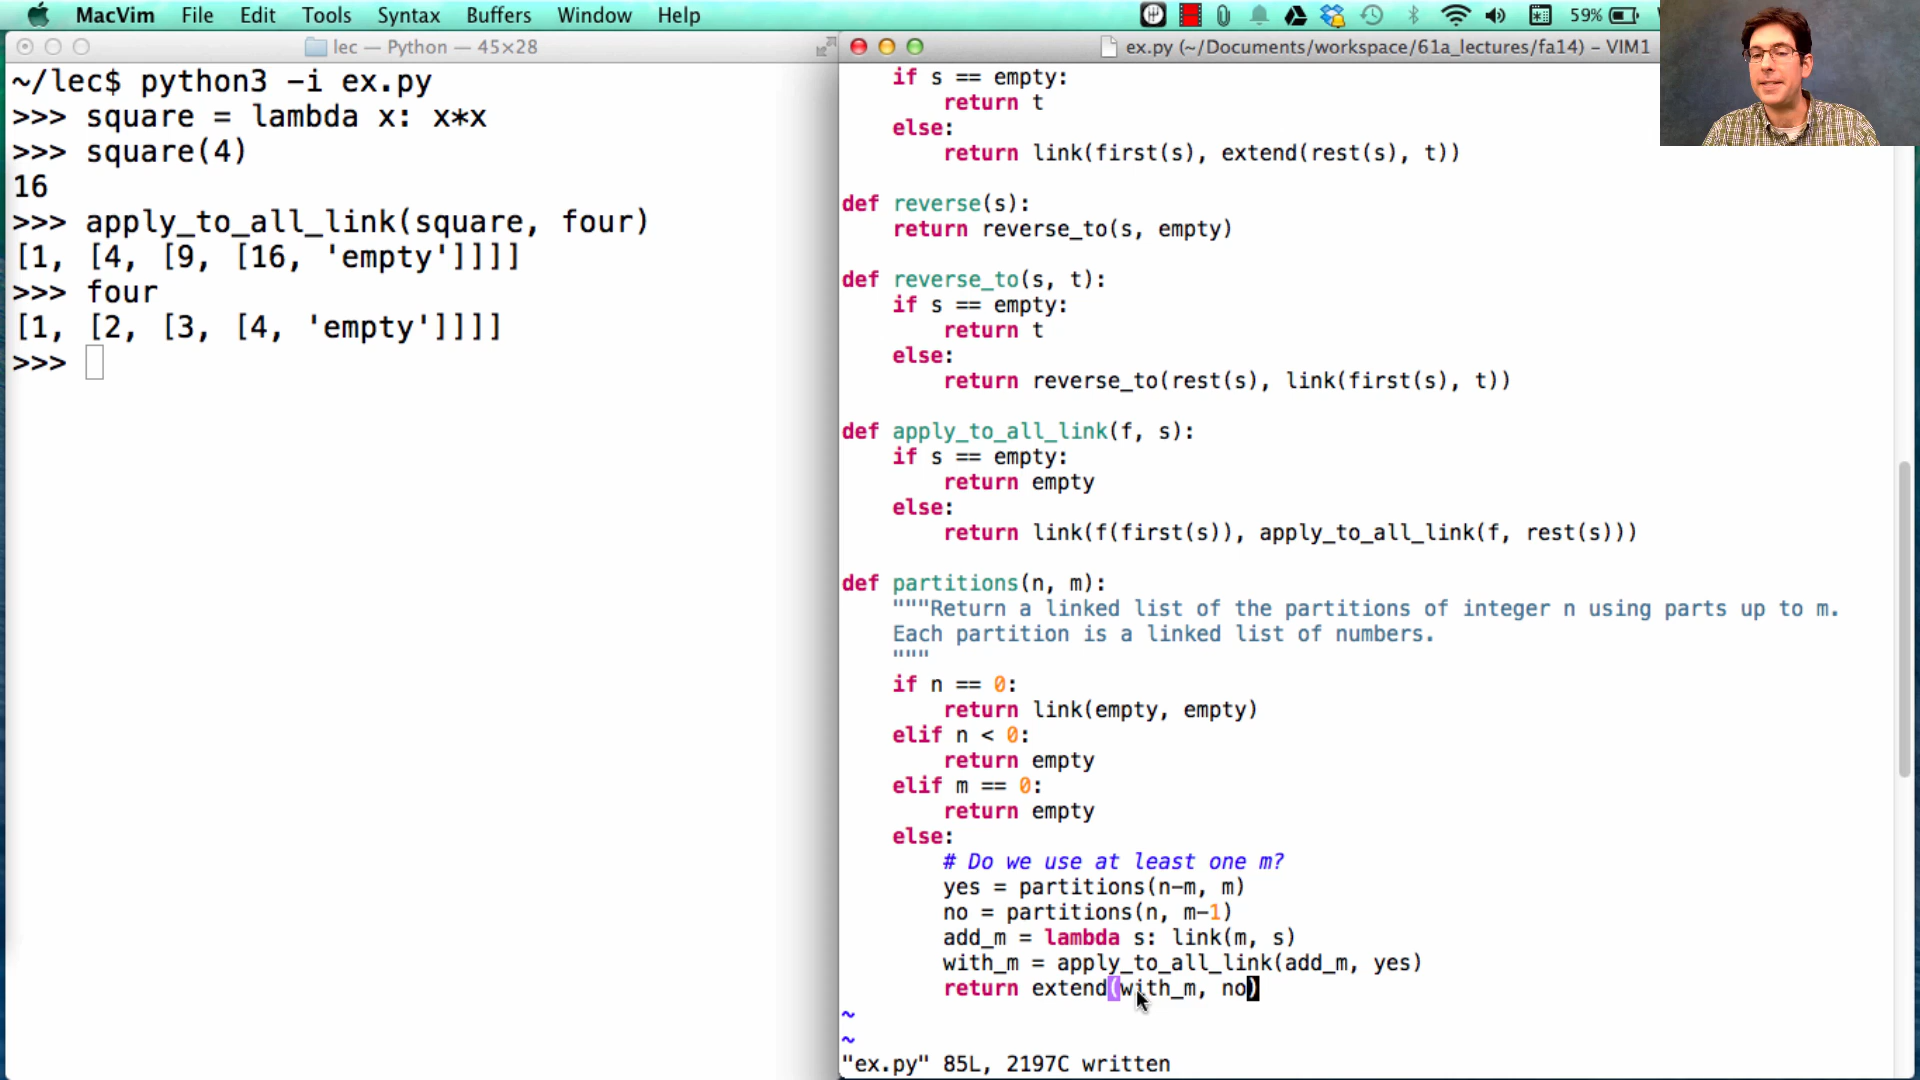 MacVim File Edit Tools Syntax Buffers Window Help 59%
lec — Python — 45×28
~/lec$ python3 -i ex.py
>>> square = lambda x: x*x
>>> square(4)
16
>>> apply_to_all_link(square, four)
[1, [4, [9, [16, 'empty']]]]
>>> four
[1, [2, [3, [4, 'empty']]]]
>>>
ex.py (~/Documents/workspace/61a_lectures/fa14) – VIM1
if s == empty:
return t
else:
return link(first(s), extend(rest(s), t))
def reverse(s):
return reverse_to(s, empty)
def reverse_to(s, t):
if s == empty:
return t
else:
return reverse_to(rest(s), link(first(s), t))
def apply_to_all_link(f, s):
if s == empty:
return empty
else:
return link(f(first(s)), apply_to_all_link(f, rest(s)))
def partitions(n, m):
"""Return a linked list of the partitions of integer n using parts up to m.
Each partition is a linked list of numbers.
"""
if n == 0:
return link(empty, empty)
elif n < 0:
return empty
elif m == 0:
return empty
else:
# Do we use at least one m?
yes = partitions(n-m, m)
no = partitions(n, m-1)
add_m = lambda s: link(m, s)
with_m = apply_to_all_link(add_m, yes)
return extend(with_m, no)
~
~
"ex.py" 85L, 2197C written